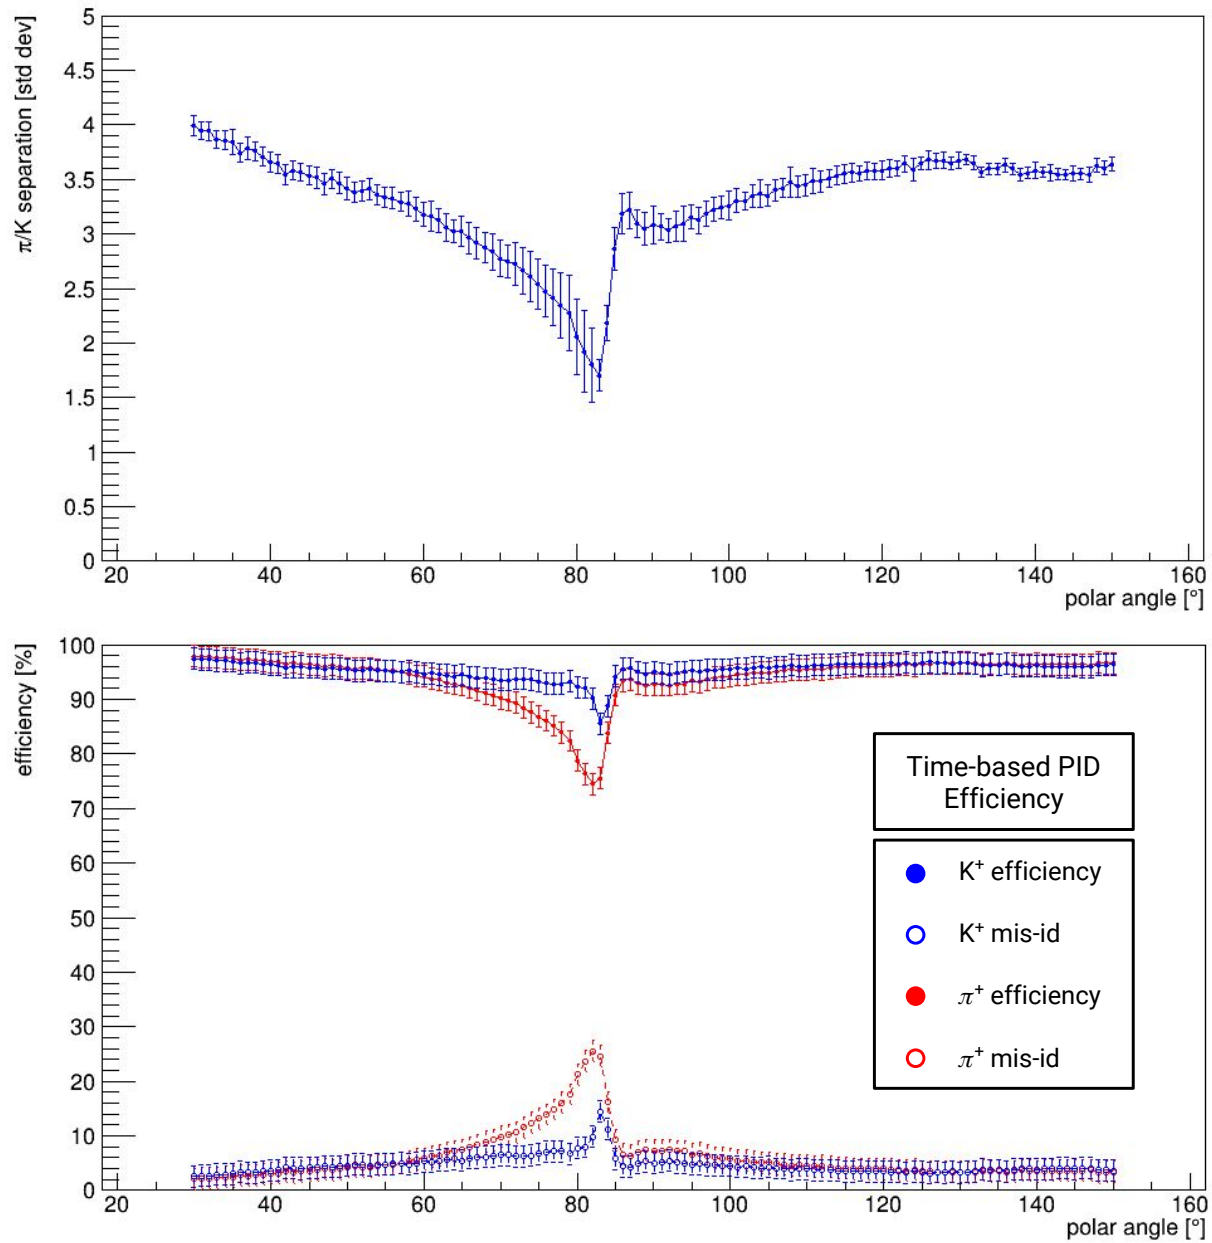 π/K separation [std dev]
5
4.5
4
3.5
3
2.5
2
1.5
1
0.5
0
20 40 60 80 100 120 140 160
polar angle [°]
efficiency [%]
100
90
80
70
60
50
40
30
20
10
0
20 40 60 80 100 120 140 160
polar angle [°]
Time-based PID
Efficiency
K⁺ efficiency
K⁺ mis-id
π⁺ efficiency
π⁺ mis-id